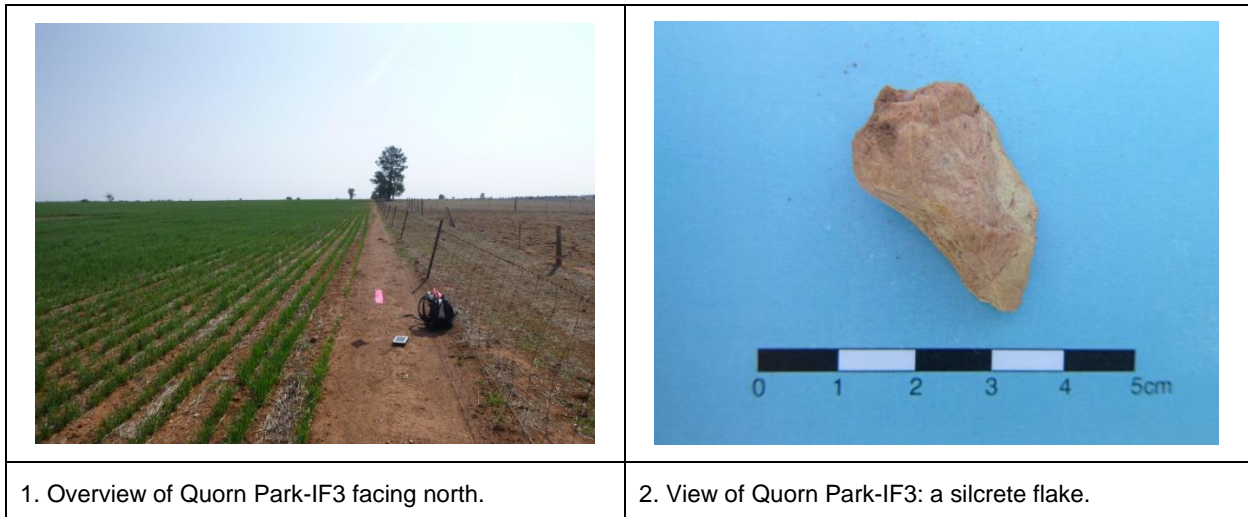 0 1 2 3 4 5cm
1. Overview of Quorn Park-IF3 facing north.
2. View of Quorn Park-IF3: a silcrete flake.